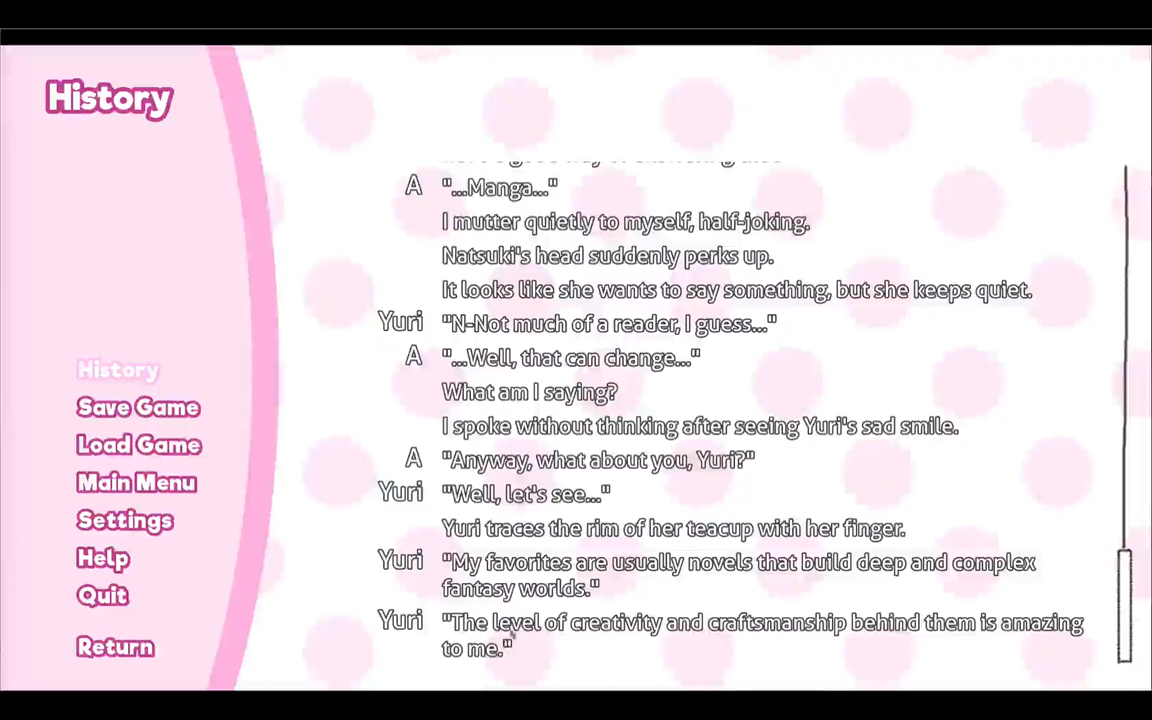 History
A "...Manga..."
I mutter quietly to myself, half-joking.
Natsuki's head suddenly perks up.
It looks like she wants to say something, but she keeps quiet.
Yuri "N-Not much of a reader, I guess..."
A "...Well, that can change..."
What am I saying?
I spoke without thinking after seeing Yuri's sad smile.
A "Anyway, what about you, Yuri?"
Yuri "Well, let's see..."
Yuri traces the rim of her teacup with her finger.
Yuri "My favorites are usually novels that build deep and complex
fantasy worlds."
Yuri "The level of creativity and craftsmanship behind them is amazing
to me."
History
Save Game
Load Game
Main Menu
Settings
Help
Quit
Return